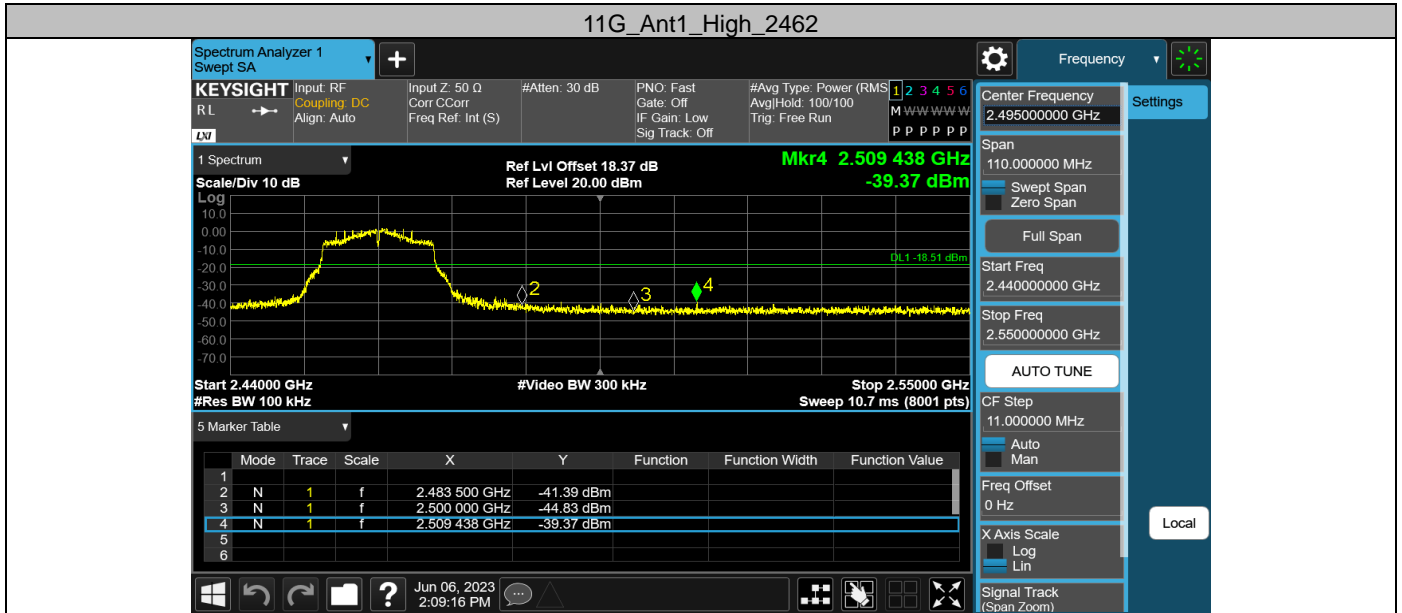 11G_Ant1_High_2462
Spectrum Analyzer 1
Swept SA
+
Frequency
KEYSIGHT
RL
LXI
Input: RF
Coupling: DC
Align: Auto
Input Z: 50 Ω
Corr CCorr
Freq Ref: Int (S)
#Atten: 30 dB
PNO: Fast
Gate: Off
IF Gain: Low
Sig Track: Off
#Avg Type: Power (RMS
Avg|Hold: 100/100
Trig: Free Run
1 2 3 4 5 6
M W W W W W
P P P P P P
1 Spectrum
Scale/Div 10 dB
Ref Lvl Offset 18.37 dB
Ref Level 20.00 dBm
Mkr4 2.509 438 GHz
-39.37 dBm
Log
10.0
0.00
-10.0
-20.0
-30.0
-40.0
-50.0
-60.0
-70.0
DL1 -18.51 dBm
2
3
4
Start 2.44000 GHz
#Res BW 100 kHz
#Video BW 300 kHz
Stop 2.55000 GHz
Sweep 10.7 ms (8001 pts)
5 Marker Table
Mode Trace Scale X Y Function Function Width Function Value
1
2 N 1 f 2.483 500 GHz -41.39 dBm
3 N 1 f 2.500 000 GHz -44.83 dBm
4 N 1 f 2.509 438 GHz -39.37 dBm
5
6
?
Jun 06, 2023
2:09:16 PM
Center Frequency
2.495000000 GHz
Settings
Span
110.000000 MHz
Swept Span
Zero Span
Full Span
Start Freq
2.440000000 GHz
Stop Freq
2.550000000 GHz
AUTO TUNE
CF Step
11.000000 MHz
Auto
Man
Freq Offset
0 Hz
Local
X Axis Scale
Log
Lin
Signal Track
(Span Zoom)